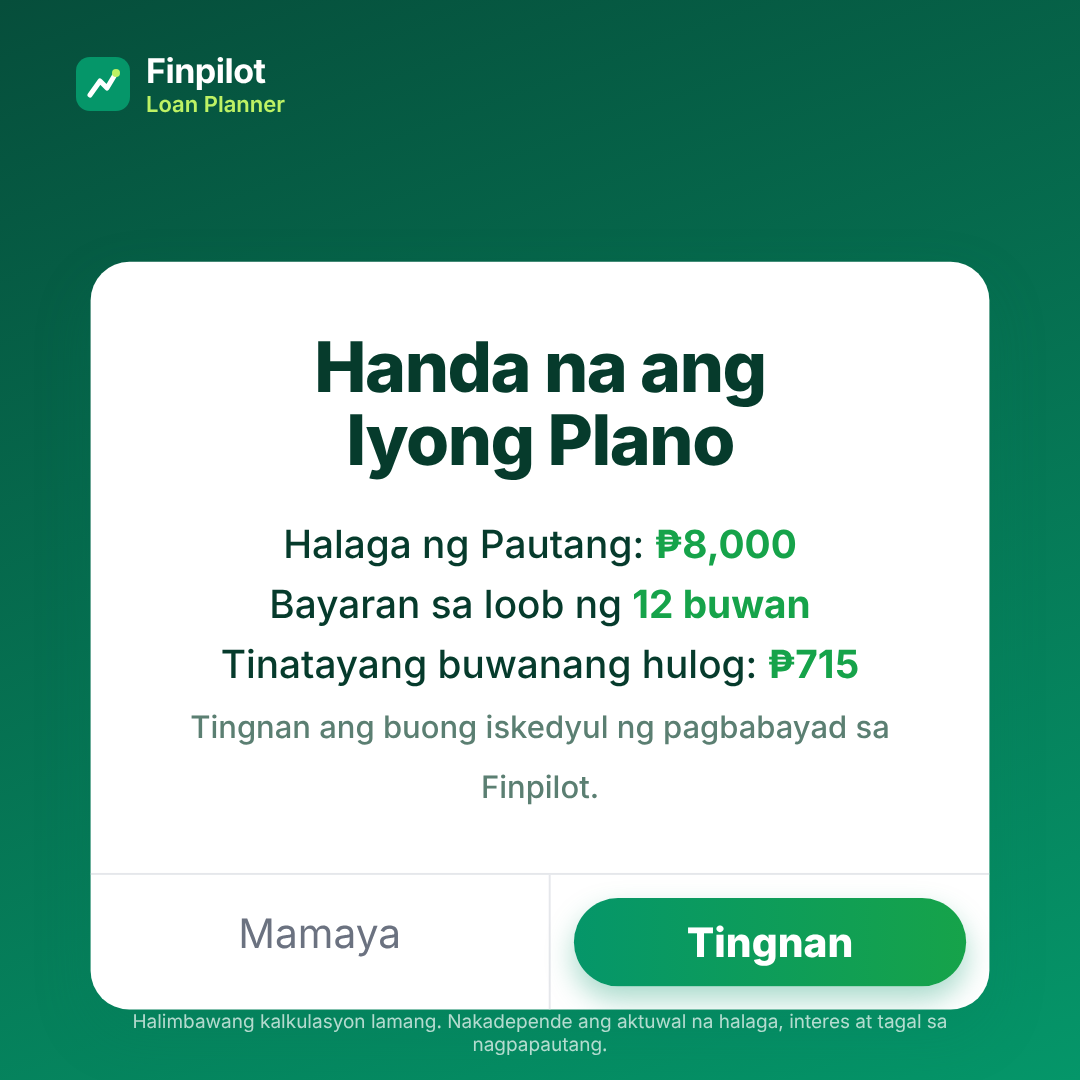 Finpilot
Loan Planner
Handa na ang
Iyong Plano
Halaga ng Pautang: ₱8,000
Bayaran sa loob ng 12 buwan
Tinatayang buwanang hulog: ₱715
Tingnan ang buong iskedyul ng pagbabayad sa
Finpilot.
Mamaya
Tingnan
Halimbawang kalkulasyon lamang. Nakadepende ang aktuwal na halaga, interes at tagal sa
nagpapautang.